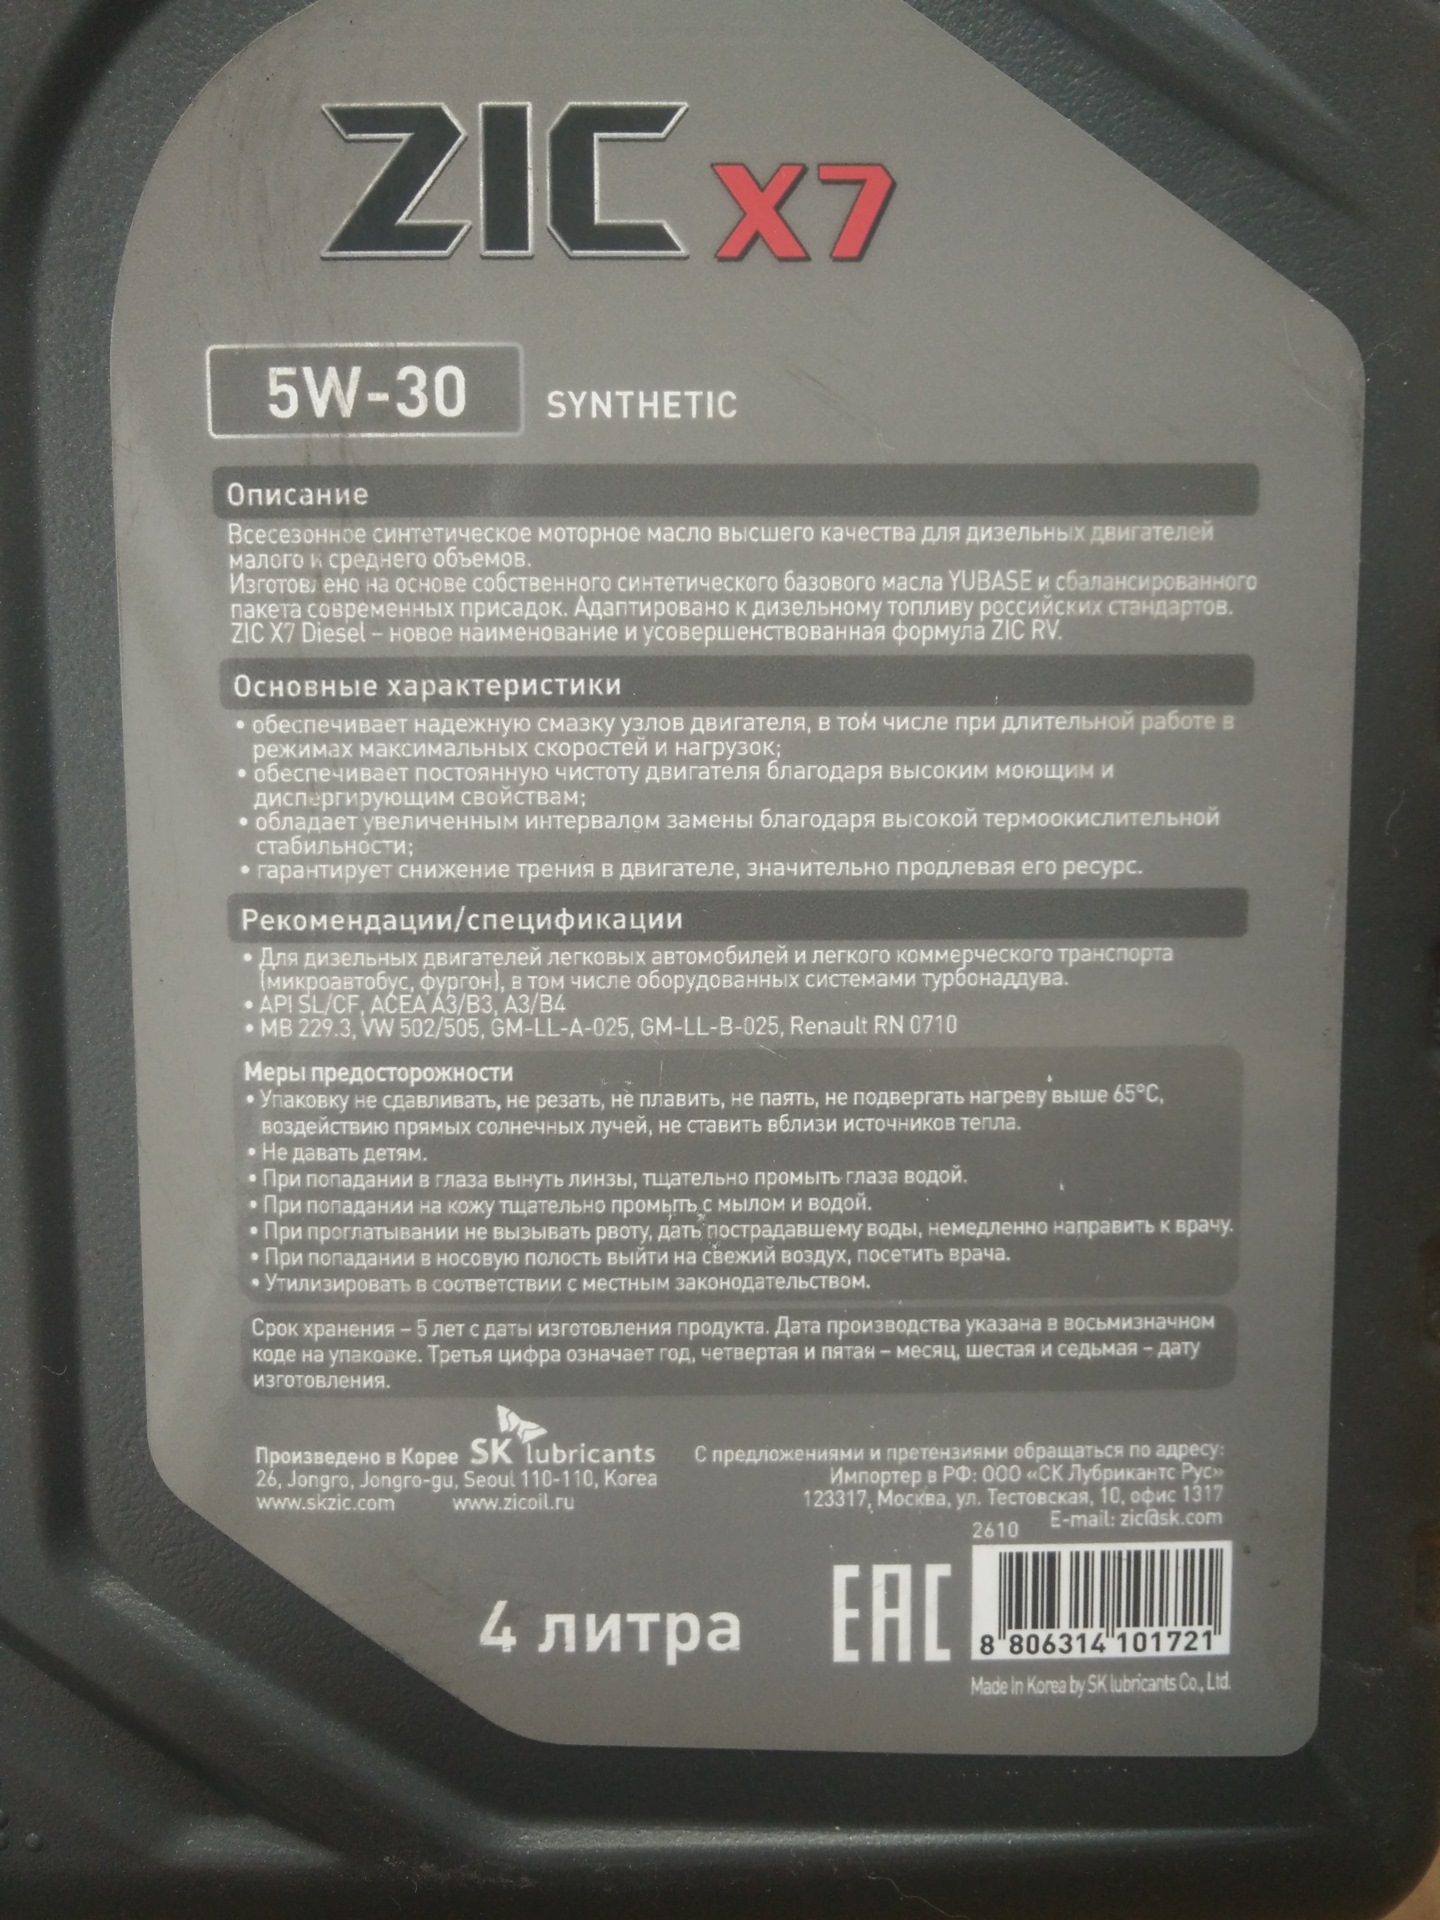 ZIC X7
5W-30 SYNTHETIC
Описание
Всесезонное синтетическое моторное масло высшего качества для дизельных двигателей
малого и среднего объемов.
Изготовлено на основе собственного синтетического базового масла YUBASE и сбалансированного
пакета современных присадок. Адаптировано к дизельному топливу российских стандартов.
ZIC X7 Diesel – новое наименование и усовершенствованная формула ZIC RV.
Основные характеристики
• обеспечивает надежную смазку узлов двигателя, в том числе при длительной работе в
режимах максимальных скоростей и нагрузок;
• обеспечивает постоянную чистоту двигателя благодаря высоким моющим и
диспергирующим свойствам;
• обладает увеличенным интервалом замены благодаря высокой термоокислительной
стабильности;
• гарантирует снижение трения в двигателе, значительно продлевая его ресурс.
Рекомендации/спецификации
• Для дизельных двигателей легковых автомобилей и легкого коммерческого транспорта
(микроавтобус, фургон), в том числе оборудованных системами турбонаддува.
• API SL/CF, ACEA A3/B3, A3/B4
• MB 229.3, VW 502/505, GM-LL-A-025, GM-LL-B-025, Renault RN 0710
Меры предосторожности
• Упаковку не сдавливать, не резать, не плавить, не паять, не подвергать нагреву выше 65°C,
воздействию прямых солнечных лучей, не ставить вблизи источников тепла.
• Не давать детям.
• При попадании в глаза вынуть линзы, тщательно промыть глаза водой.
• При попадании на кожу тщательно промыть с мылом и водой.
• При проглатывании не вызывать рвоту, дать пострадавшему воды, немедленно направить к врачу.
• При попадании в носовую полость выйти на свежий воздух, посетить врача.
• Утилизировать в соответствии с местным законодательством.
Срок хранения – 5 лет с даты изготовления продукта. Дата производства указана в восьмизначном
коде на упаковке. Третья цифра означает год, четвертая и пятая – месяц, шестая и седьмая – дату
изготовления.
Произведено в Корее SK lubricants
26, Jongro, Jongro-gu, Seoul 110-110, Korea
www.skzic.com www.zicoil.ru
С предложениями и претензиями обращаться по адресу:
Импортер в РФ: ООО «СК Лубрикантс Рус»
123317, Москва, ул. Тестовская, 10, офис 1317
E-mail: zic@sk.com
2610
4 литра
EAC
8 806314 101721
Made In Korea by SK lubricants Co., Ltd.